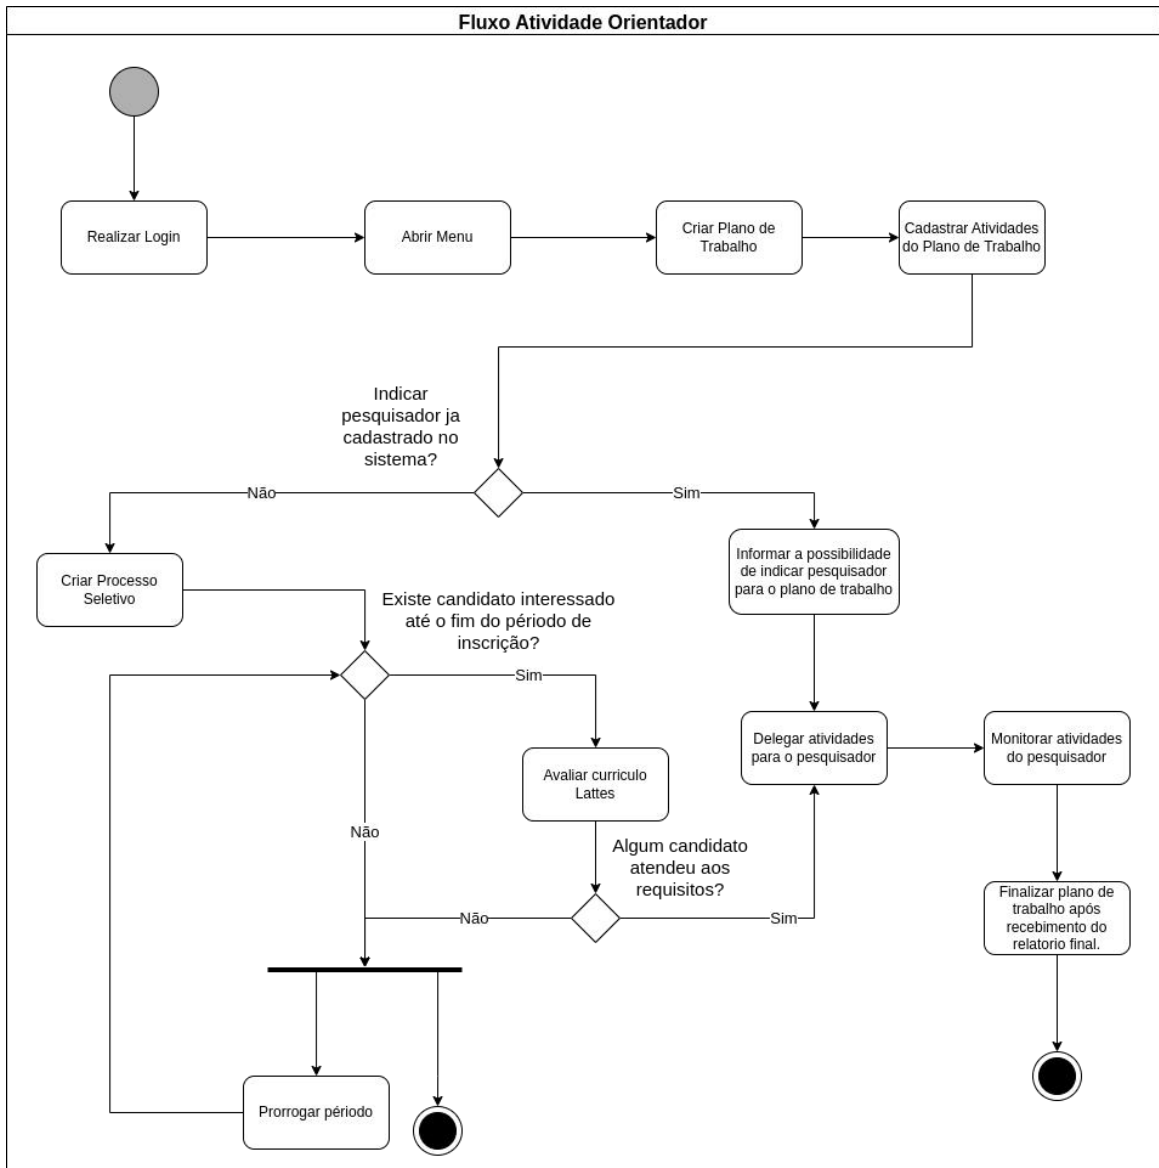 Fluxo Atividade Orientador
Realizar Login
Abrir Menu
Criar Plano de
Trabalho
Cadastrar Atividades
do Plano de Trabalho
Indicar
pesquisador ja
cadastrado no
sistema?
Não
Sim
Criar Processo
Seletivo
Informar a possibilidade
de indicar pesquisador
para o plano de trabalho
Existe candidato interessado
até o fim do périodo de
inscrição?
Sim
Não
Avaliar curriculo
Lattes
Delegar atividades
para o pesquisador
Monitorar atividades
do pesquisador
Algum candidato
atendeu aos
requisitos?
Não
Sim
Finalizar plano de
trabalho após
recebimento do
relatorio final.
Prorrogar périodo